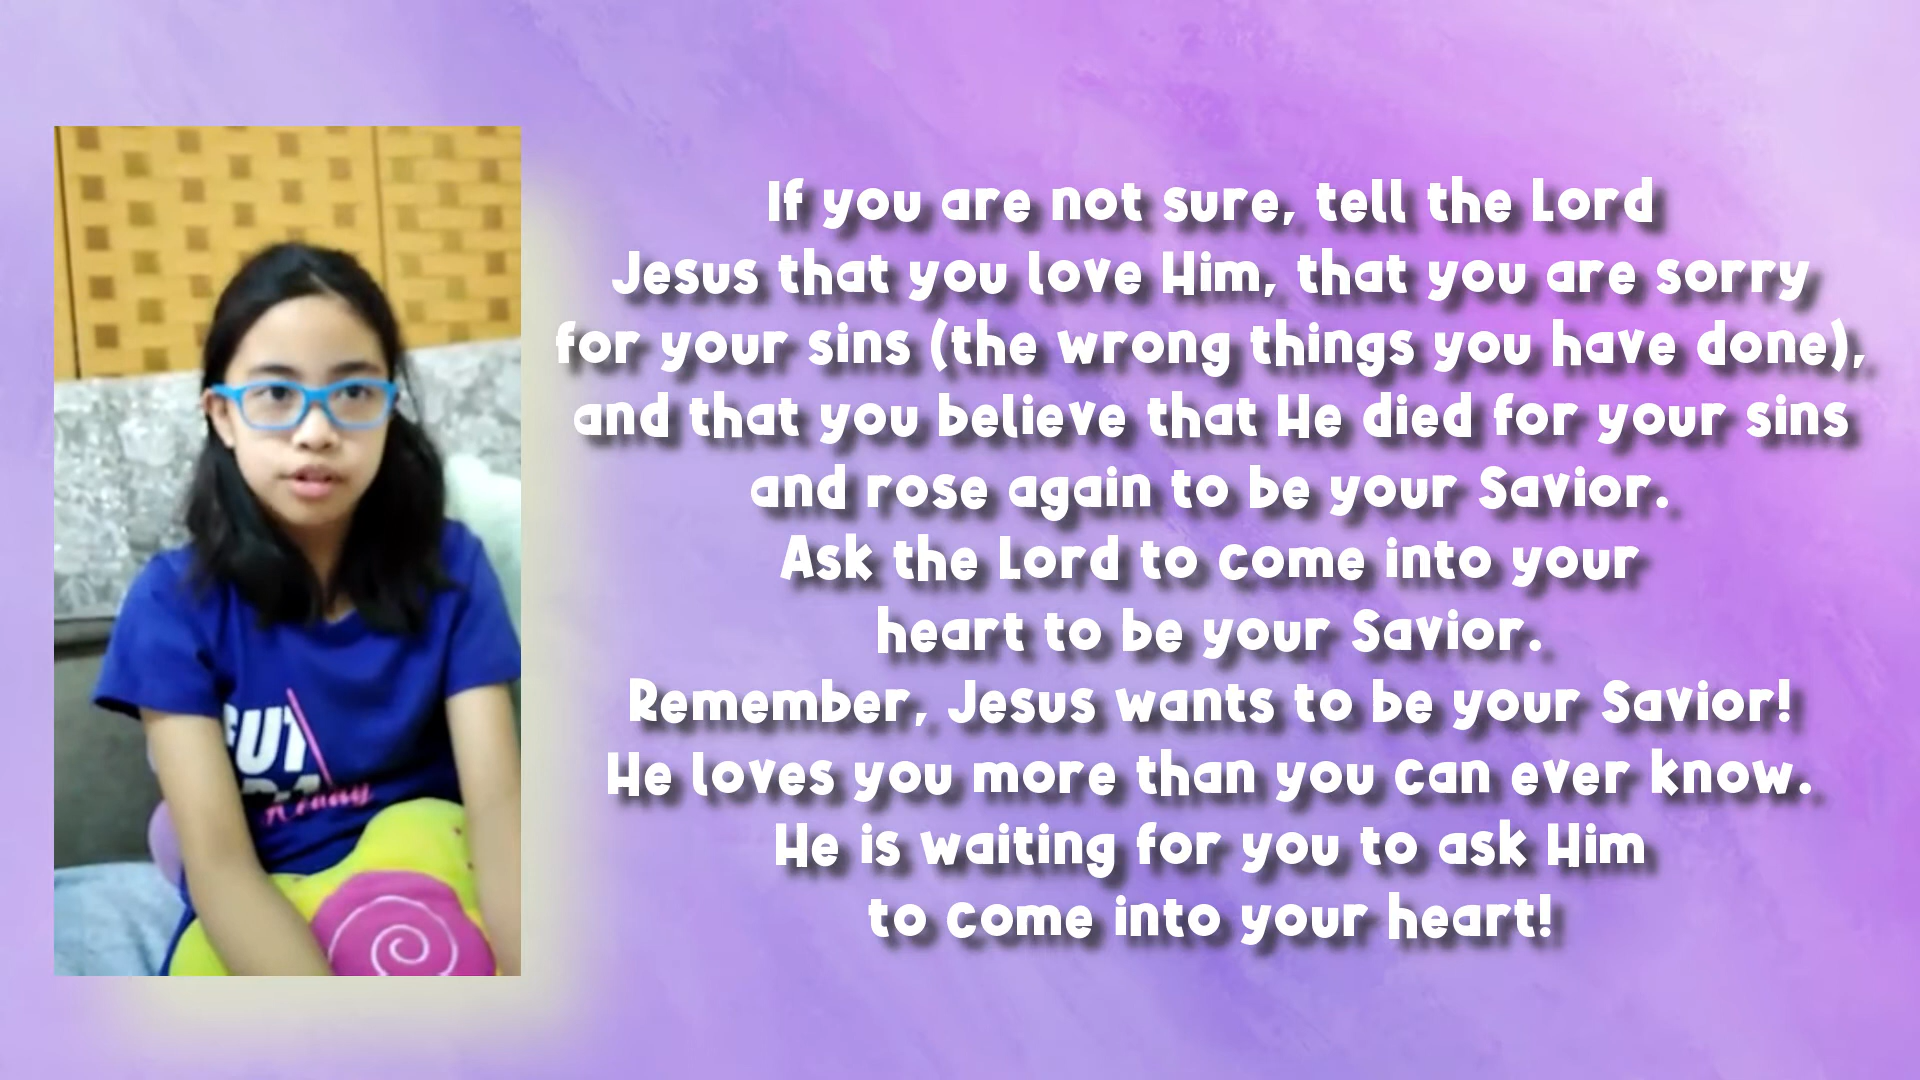 If you are not sure, tell the Lord
Jesus that you love Him, that you are sorry
for your sins (the wrong things you have done),
and that you believe that He died for your sins
and rose again to be your Savior.
Ask the Lord to come into your
heart to be your Savior.
Remember, Jesus wants to be your Savior!
He loves you more than you can ever know.
He is waiting for you to ask Him
to come into your heart!